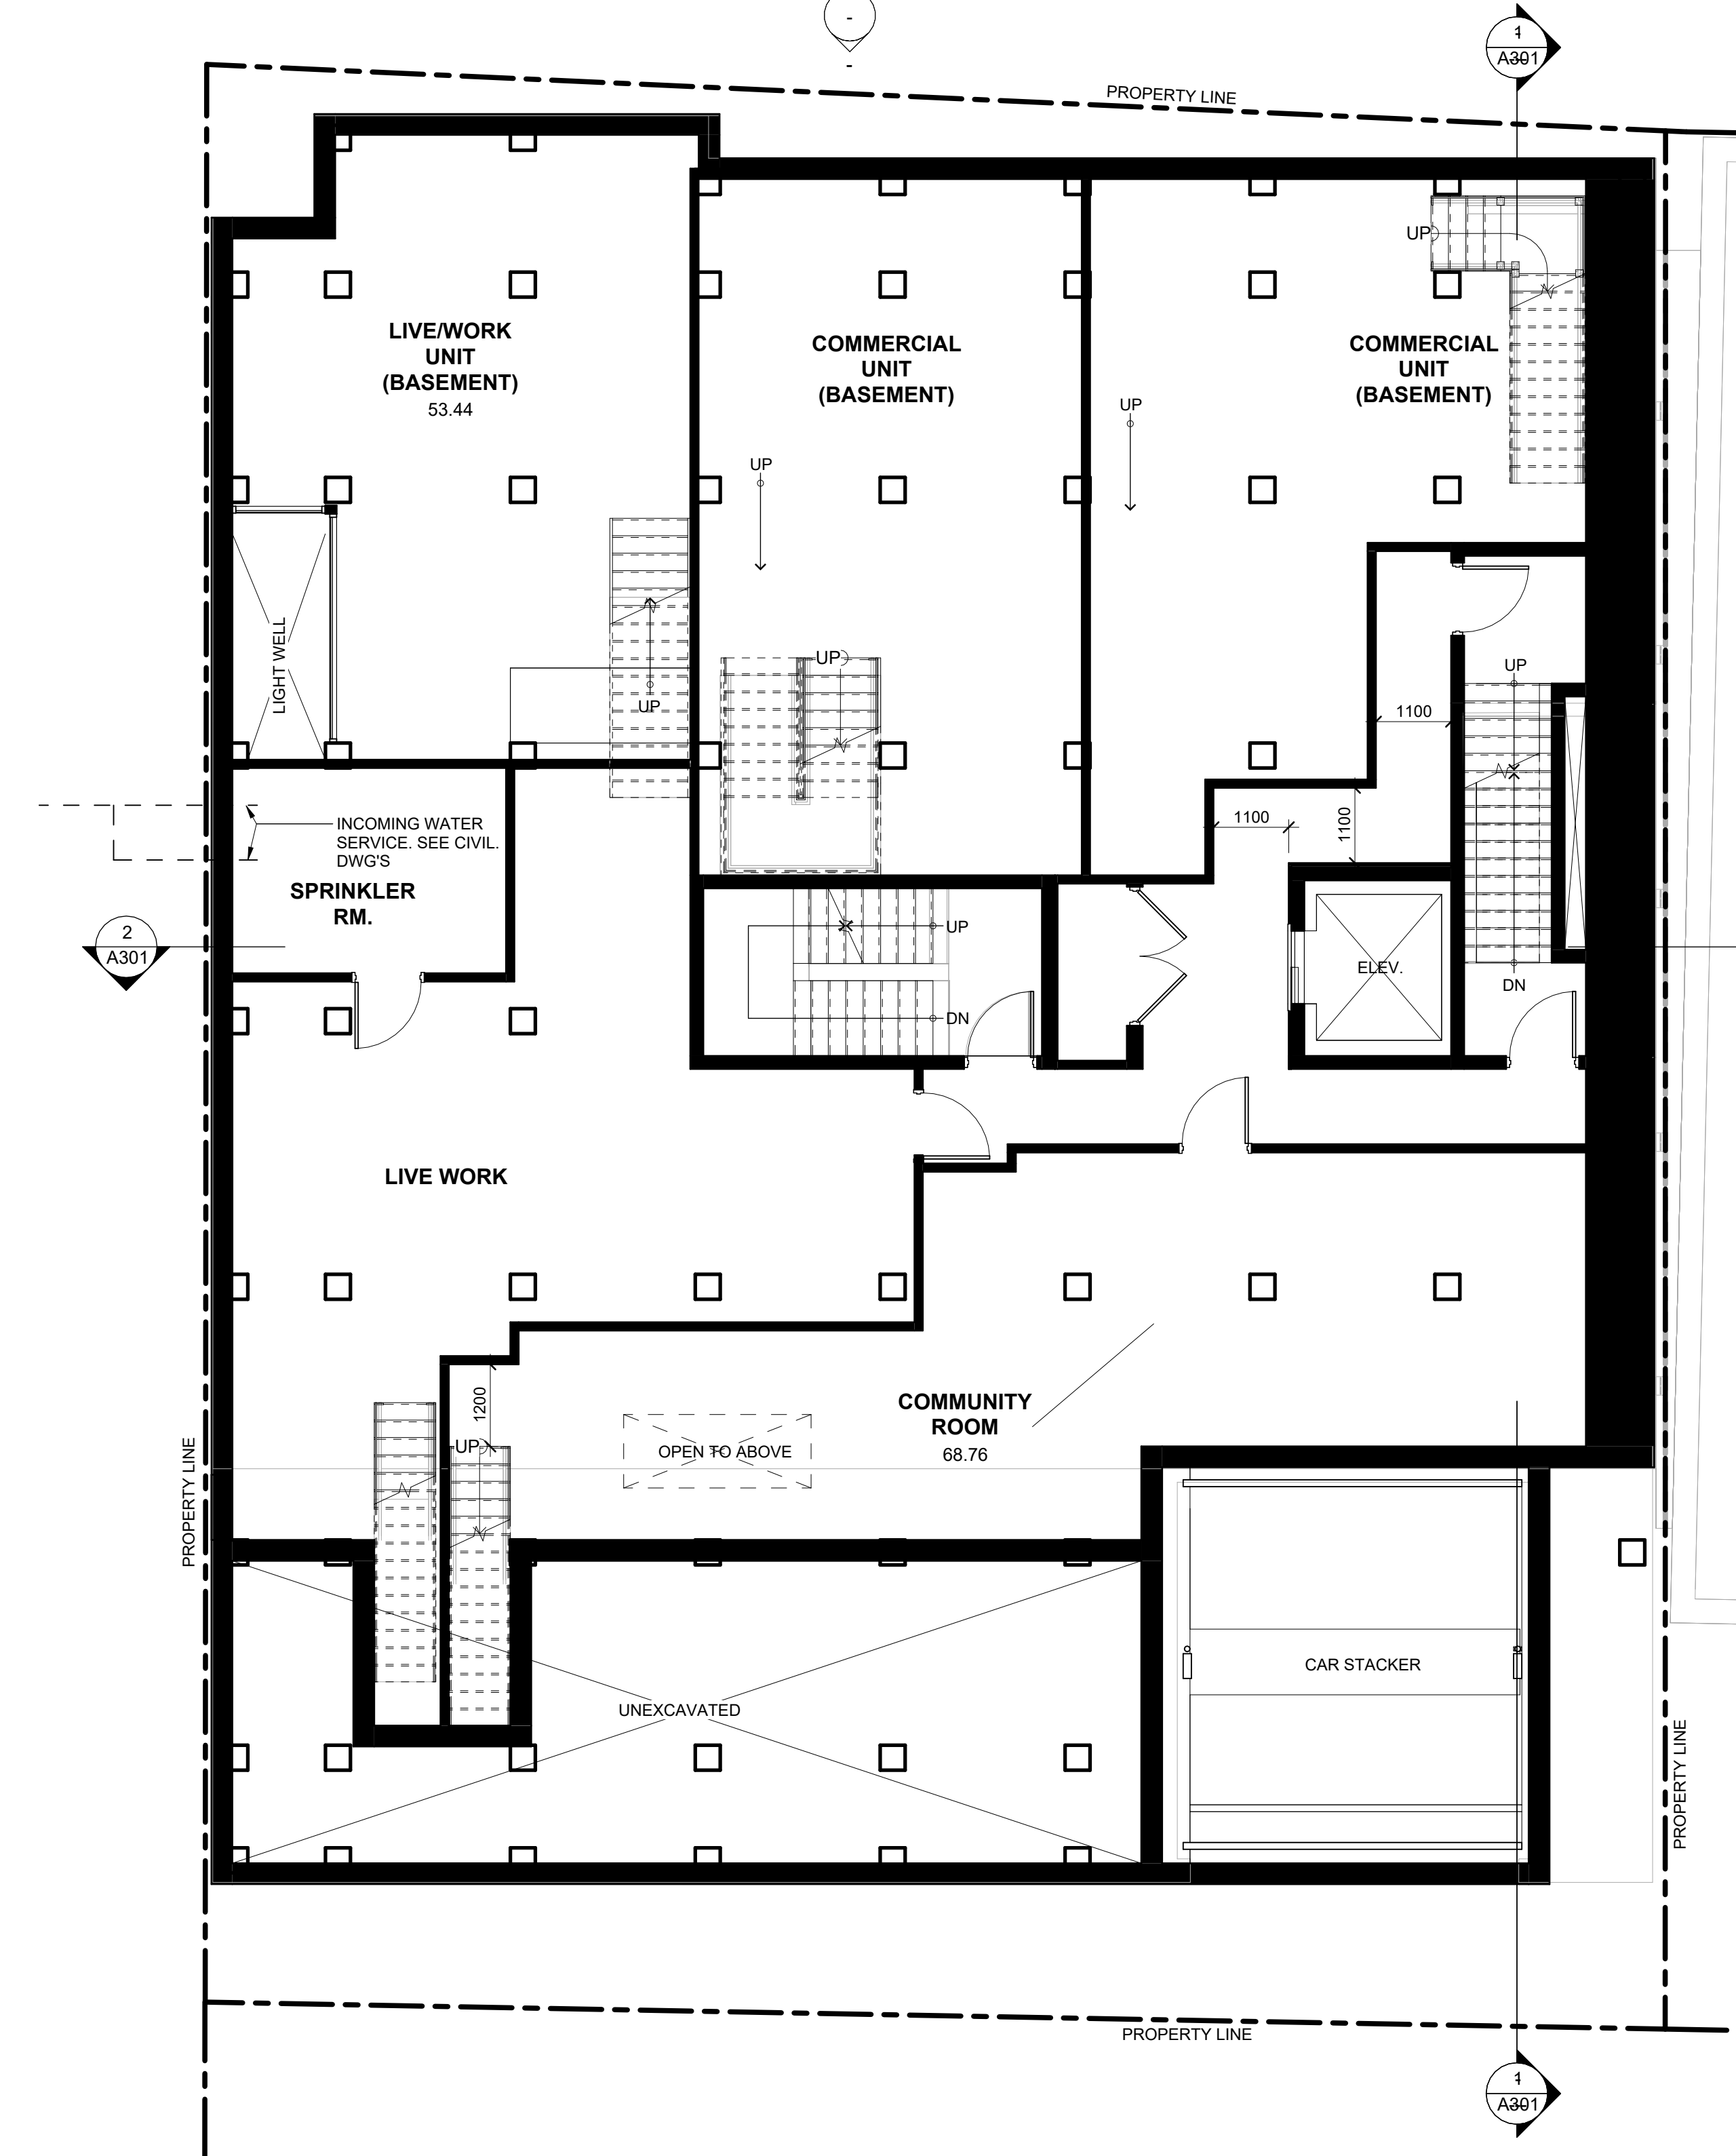 -
-
1
A301
PROPERTY LINE
UP
LIVE/WORK
UNIT
(BASEMENT)
53.44
COMMERCIAL
UNIT
(BASEMENT)
COMMERCIAL
UNIT
(BASEMENT)
UP
UP
LIGHT WELL
UP
UP
UP
1100
1100
1100
INCOMING WATER
SERVICE. SEE CIVIL.
DWG'S
SPRINKLER
RM.
2
A301
UP
DN
ELEV.
DN
LIVE WORK
1200
UP
OPEN TO ABOVE
COMMUNITY
ROOM
68.76
PROPERTY LINE
CAR STACKER
UNEXCAVATED
PROPERTY LINE
PROPERTY LINE
1
A301